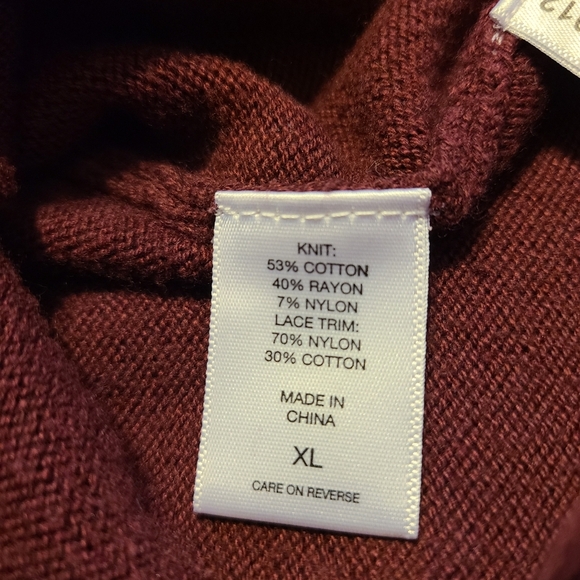 KNIT:
53% COTTON
40% RAYON
7% NYLON
LACE TRIM:
70% NYLON
30% COTTON
MADE IN
CHINA
XL
CARE ON REVERSE